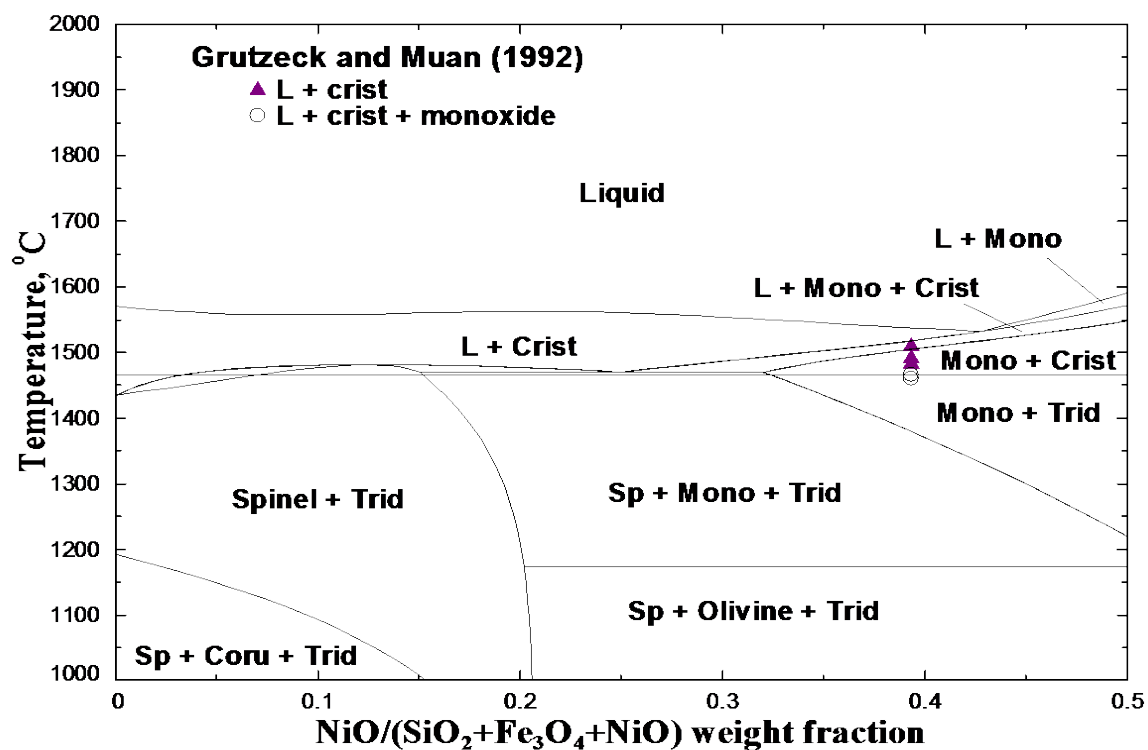 2000
1900
1800
1700
1600
1500
1400
1300
1200
1100
1000
Temperature, °C
Grutzeck and Muan (1992)
L + crist
L + crist + monoxide
Liquid
L + Mono
L + Mono + Crist
L + Crist
Mono + Crist
Mono + Trid
Spinel + Trid
Sp + Mono + Trid
Sp + Olivine + Trid
Sp + Coru + Trid
0 0.1 0.2 0.3 0.4 0.5
NiO/(SiO₂+Fe₃O₄+NiO) weight fraction